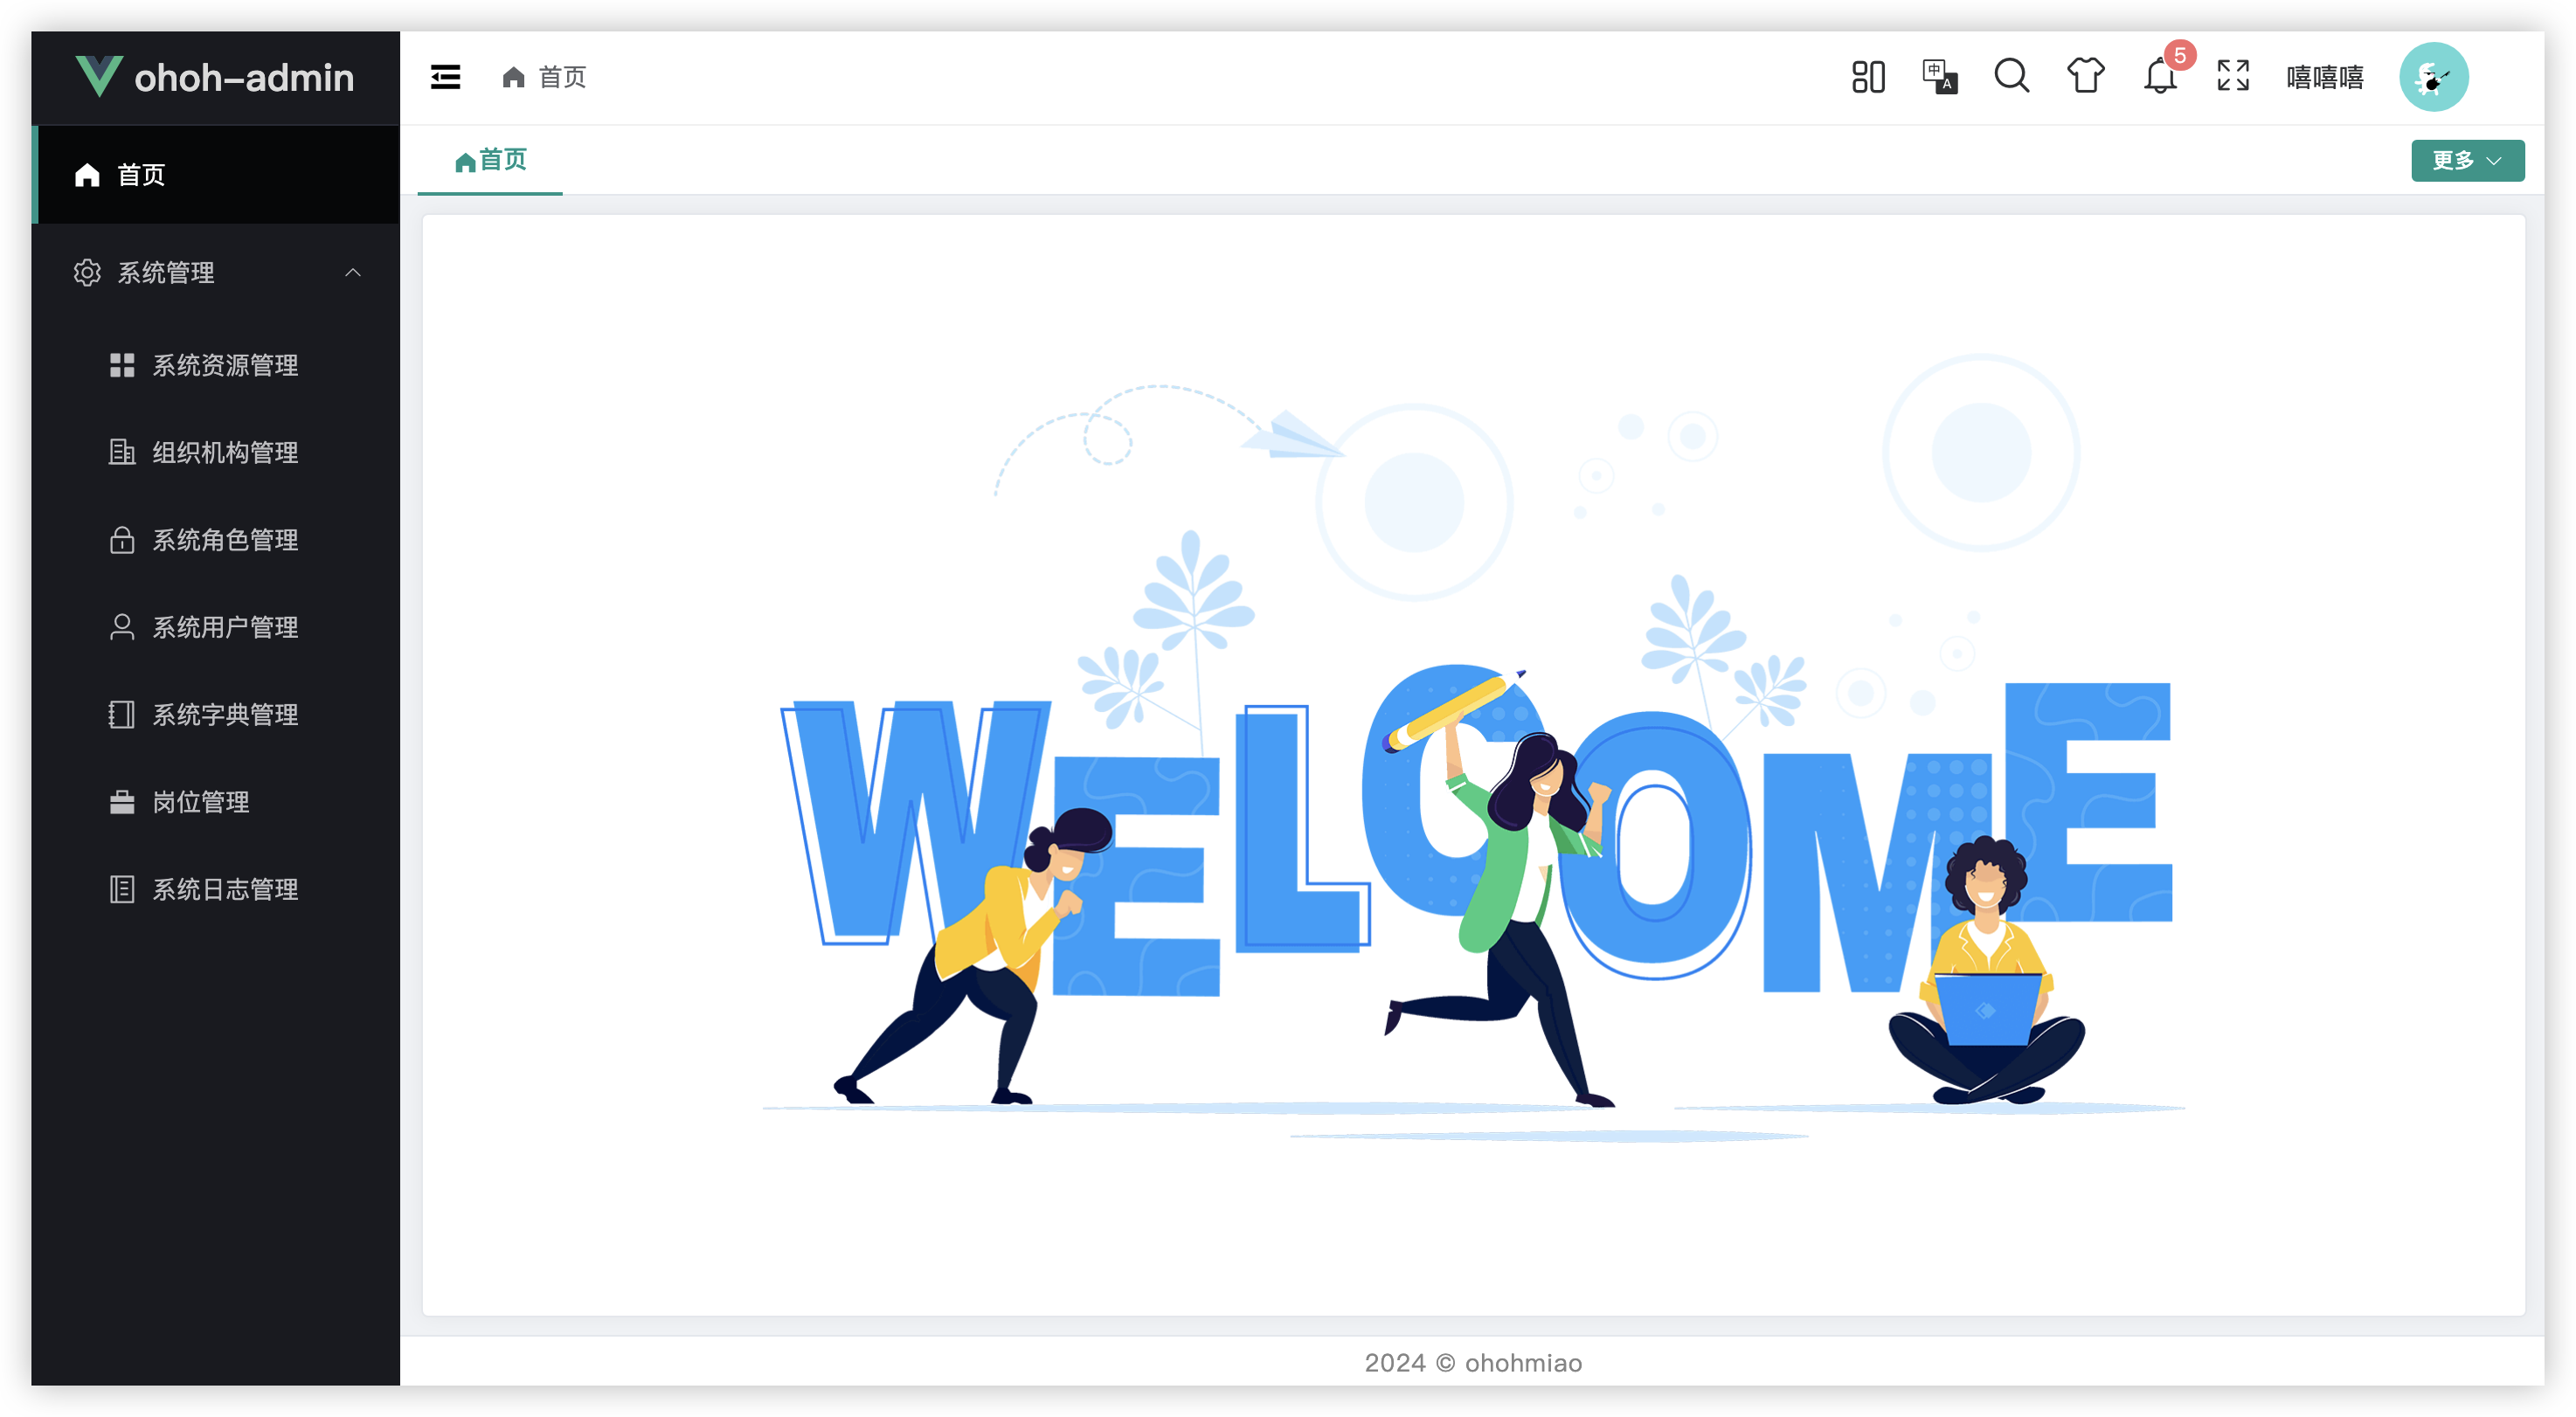 ohoh-admin
首页
系统管理
系统资源管理
组织机构管理
系统角色管理
系统用户管理
系统字典管理
岗位管理
系统日志管理
首页
中
A
5
嘻嘻嘻
首页
更多
WELCOME
2024 © ohohmiao